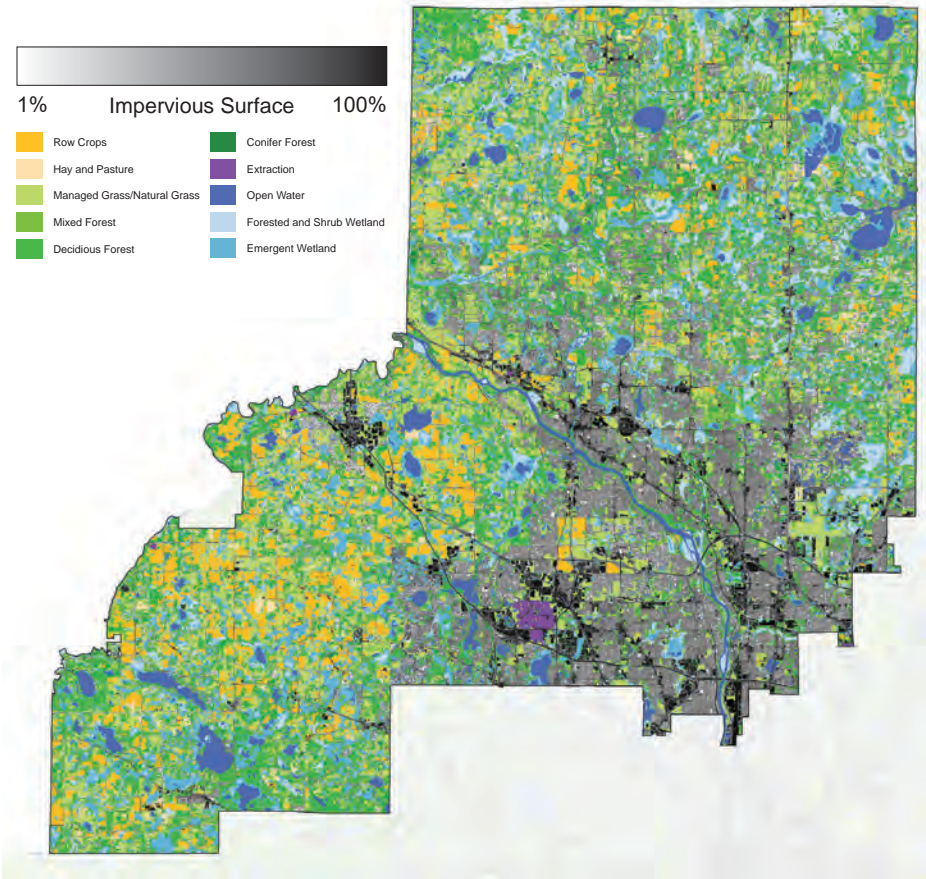 1% Impervious Surface 100%
Row Crops
Hay and Pasture
Managed Grass/Natural Grass
Mixed Forest
Decidious Forest
Conifer Forest
Extraction
Open Water
Forested and Shrub Wetland
Emergent Wetland